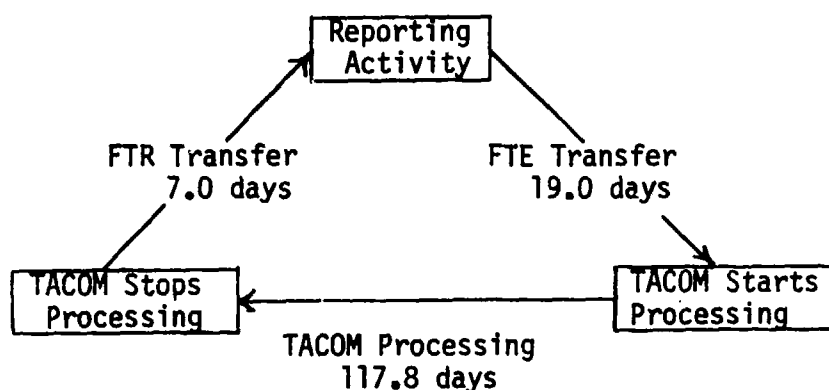 Reporting
Activity
FTR Transfer
7.0 days
FTE Transfer
19.0 days
TACOM Stops
Processing
TACOM Starts
Processing
TACOM Processing
117.8 days